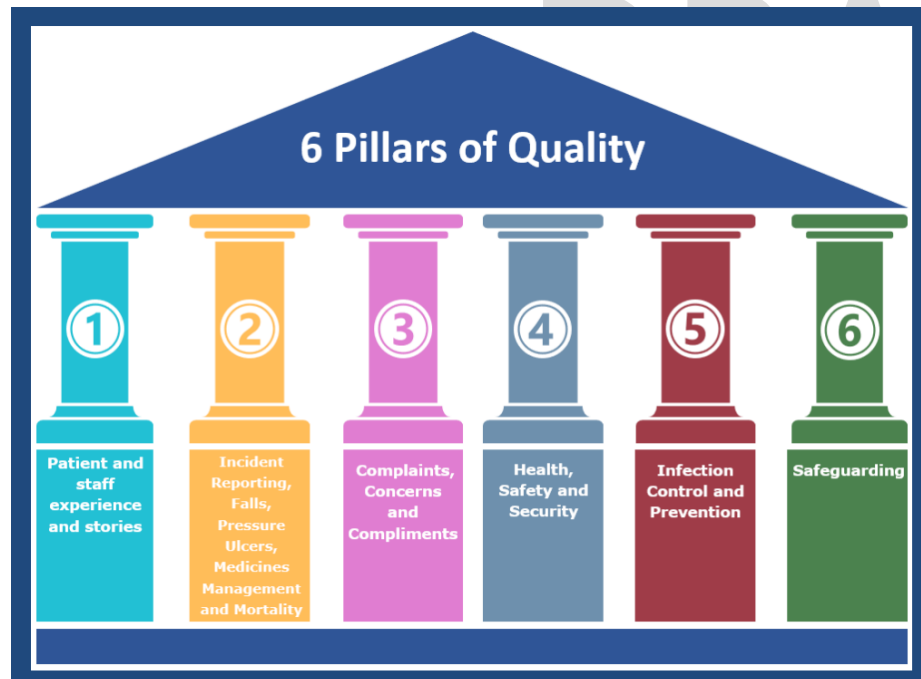 6 Pillars of Quality
1
2
3
4
5
6
Patient and
staff
experience
and stories
Incident
Reporting,
Falls,
Pressure
Ulcers,
Medicines
Management
and Mortality
Complaints,
Concerns
and
Compliments
Health,
Safety and
Security
Infection
Control and
Prevention
Safeguarding